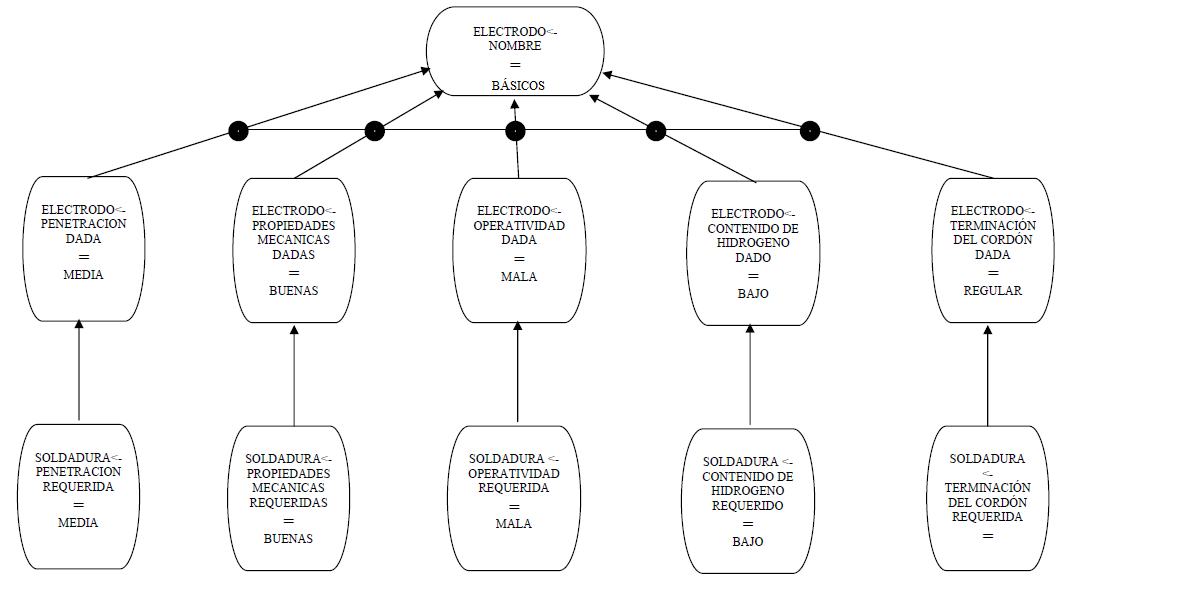 ELECTRODO<-
NOMBRE
=
BÁSICOS
ELECTRODO<-
PENETRACION
DADA
=
MEDIA
ELECTRODO<-
PROPIEDADES
MECANICAS
DADAS
=
BUENAS
ELECTRODO<-
OPERATIVIDAD
DADA
=
MALA
ELECTRODO<-
CONTENIDO DE
HIDROGENO
DADO
=
BAJO
ELECTRODO<-
TERMINACIÓN
DEL CORDÓN
DADA
=
REGULAR
SOLDADURA<-
PENETRACION
REQUERIDA
=
MEDIA
SOLDADURA<-
PROPIEDADES
MECANICAS
REQUERIDAS
=
BUENAS
SOLDADURA <-
OPERATIVIDAD
REQUERIDA
=
MALA
SOLDADURA <-
CONTENIDO DE
HIDROGENO
REQUERIDO
=
BAJO
SOLDADURA
<-
TERMINACIÓN
DEL CORDÓN
REQUERIDA
=